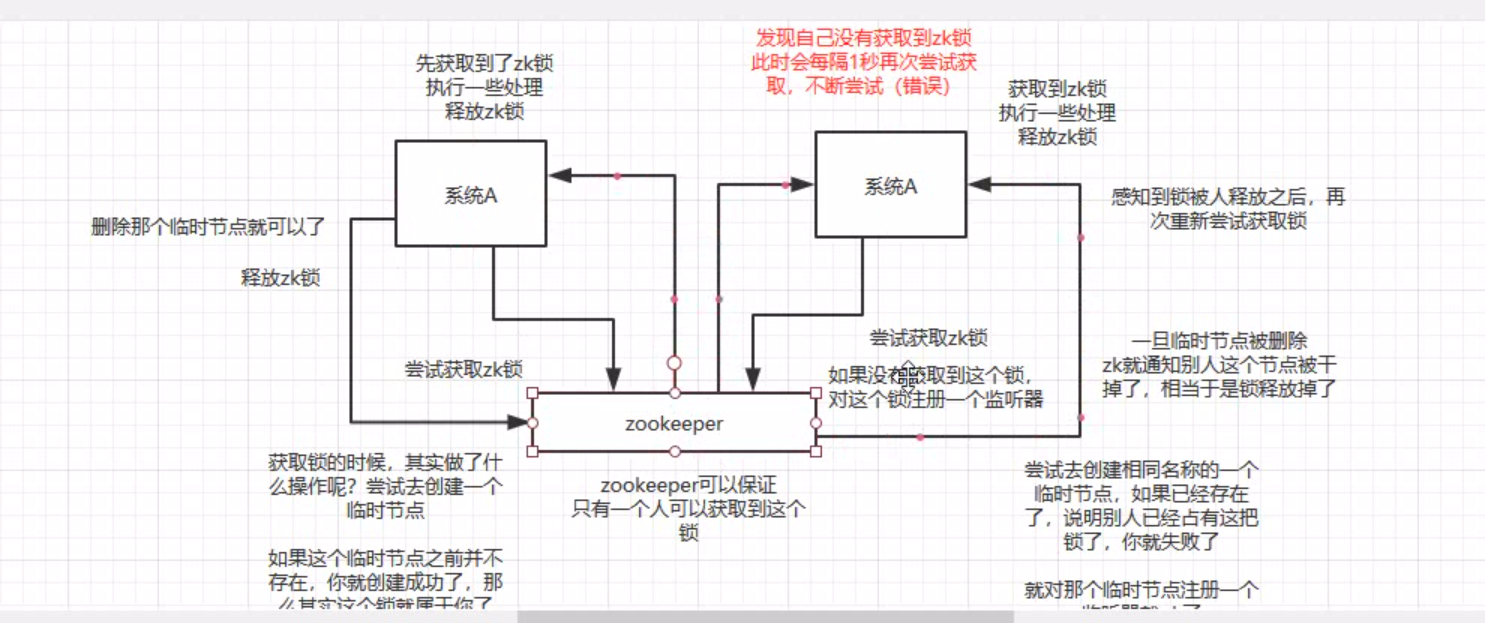 先获取到了zk锁
执行一些处理
释放zk锁
发现自己没有获取到zk锁
此时会每隔1秒再次尝试获
取，不断尝试（错误）
获取到zk锁
执行一些处理
释放zk锁
系统A
系统A
感知到锁被人释放之后，再
次重新尝试获取锁
删除那个临时节点就可以了
释放zk锁
尝试获取zk锁
尝试获取zk锁
如果没有获取到这个锁，
对这个锁注册一个监听器
一旦临时节点被删除
zk就通知别人这个节点被干
掉了，相当于是锁释放掉了
zookeeper
获取锁的时候，其实做了什
么操作呢？尝试去创建一个
临时节点
如果这个临时节点之前并不
存在，你就创建成功了，那
么其实这个锁就属于你了
zookeeper可以保证
只有一个人可以获取到这个
锁
尝试去创建相同名称的一个
临时节点，如果已经存在
了，说明别人已经占有这把
锁了，你就失败了
就对那个临时节点注册一个